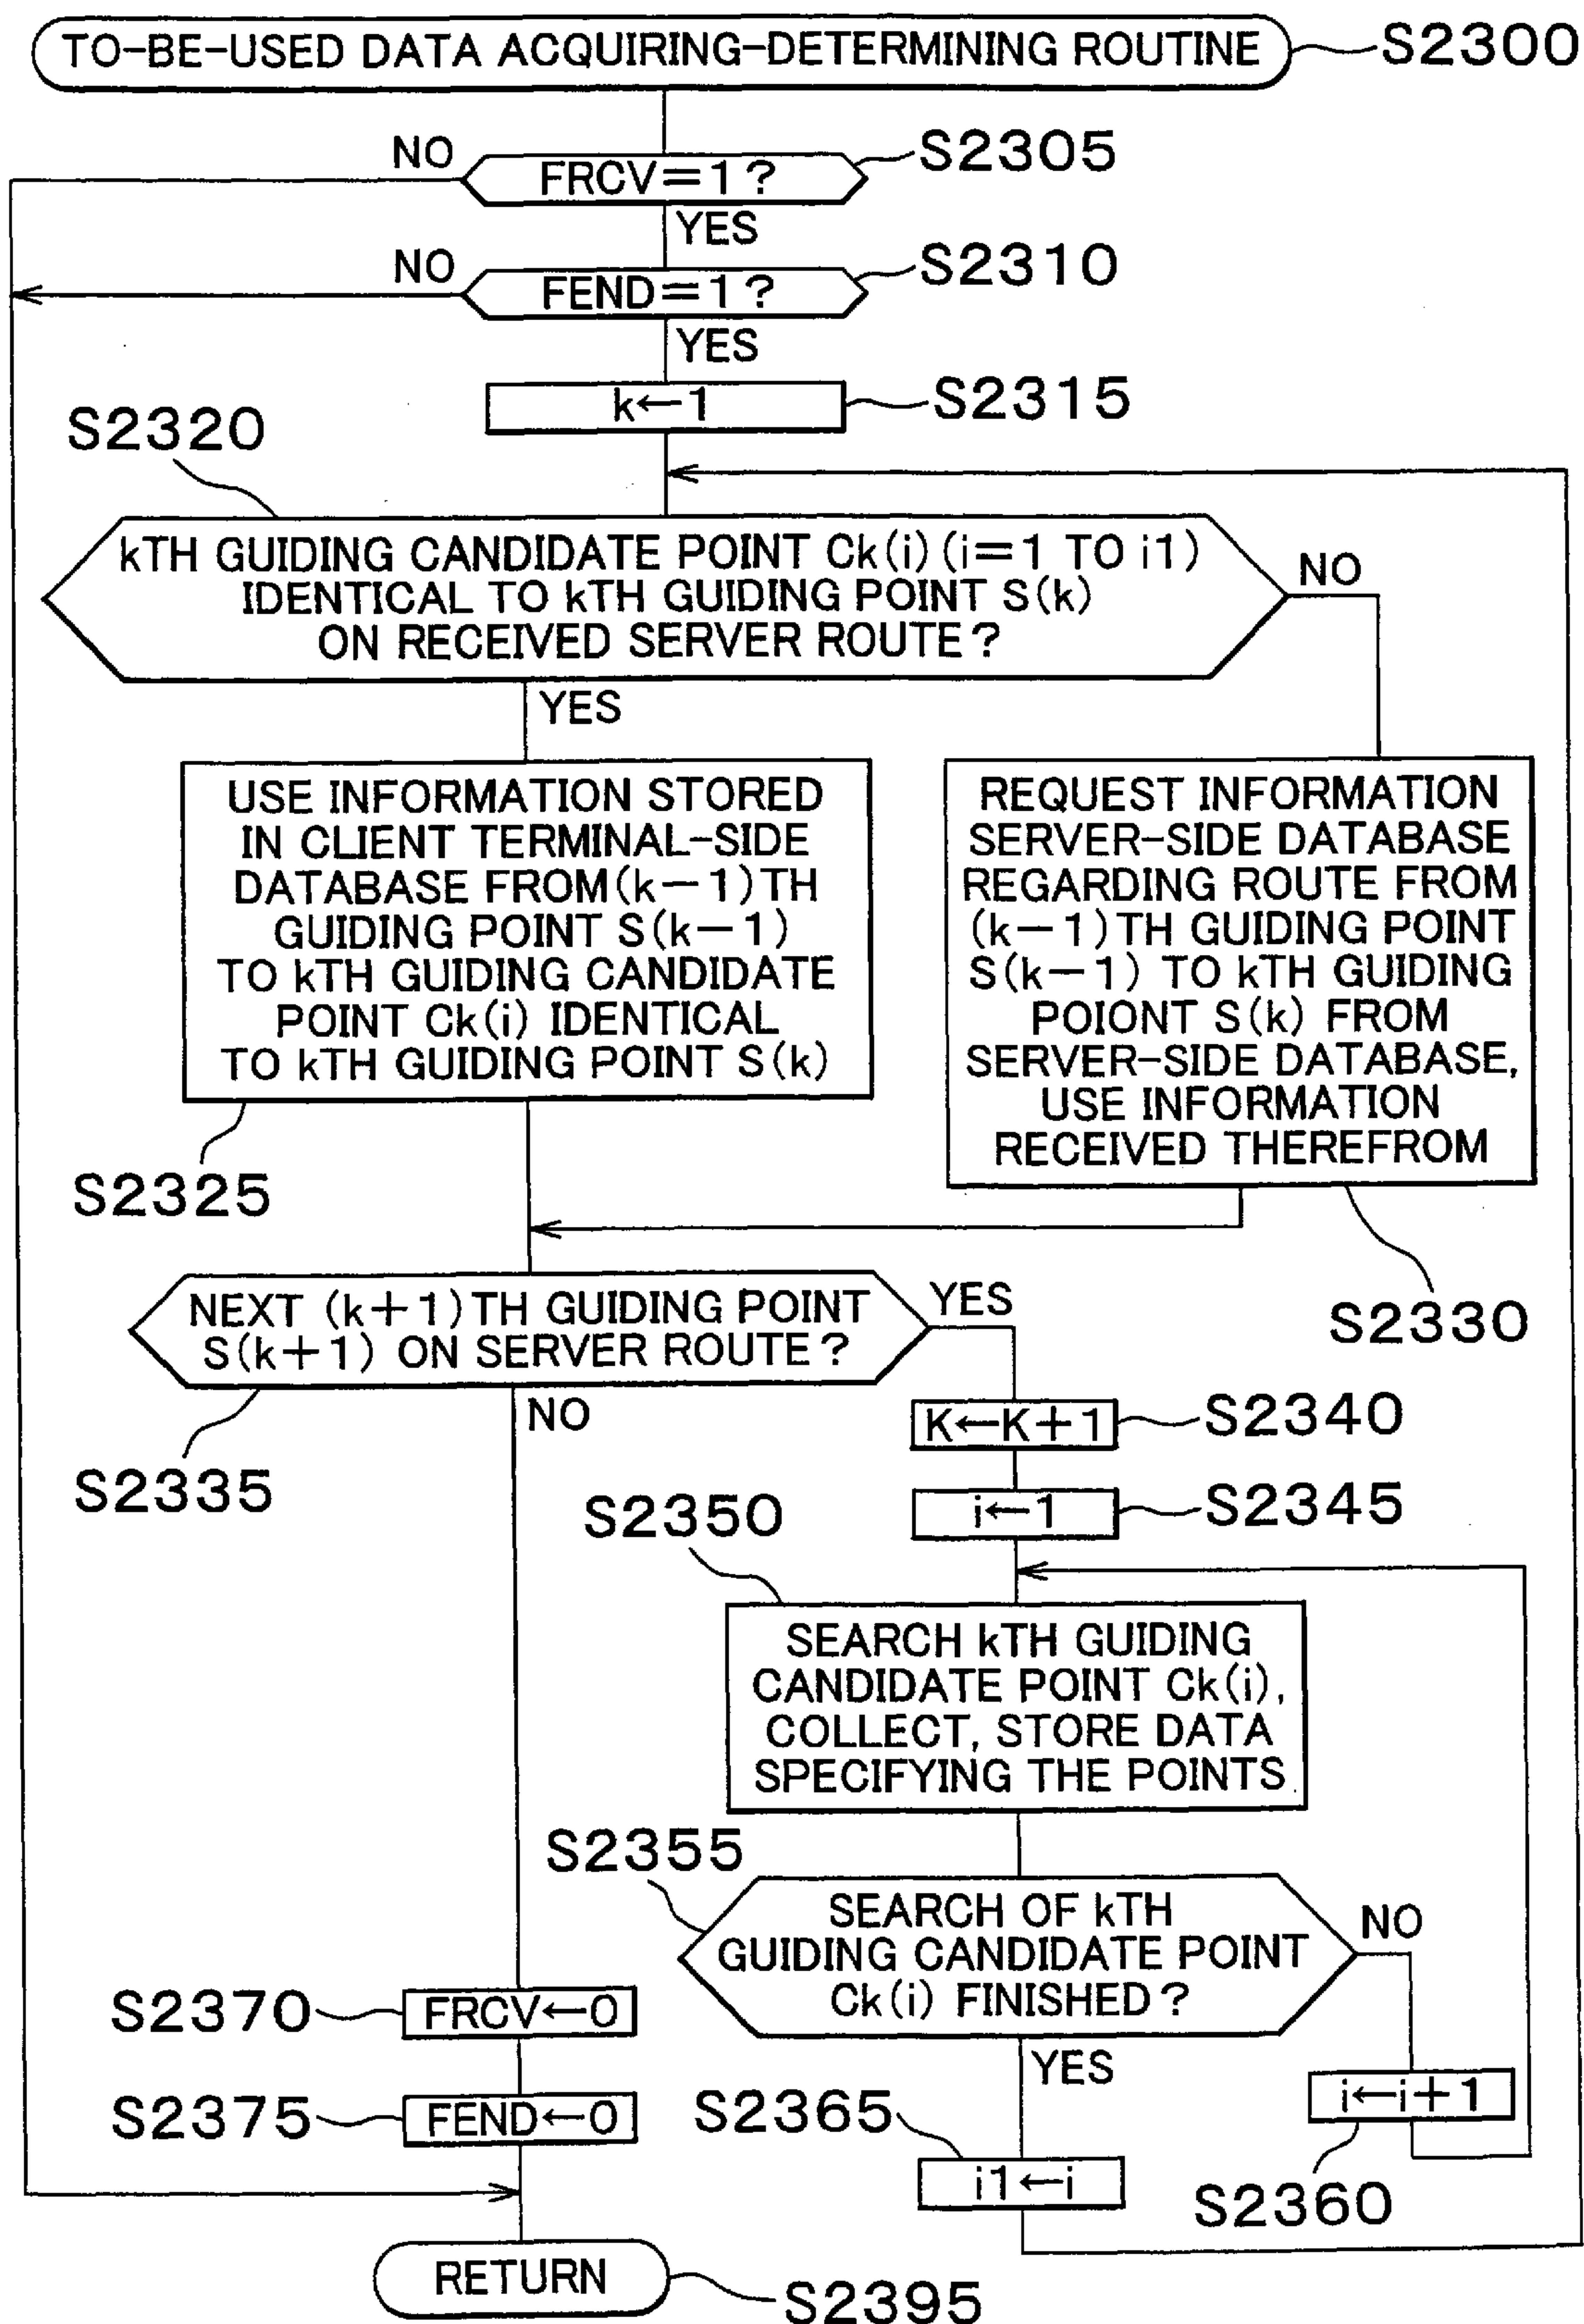 TO-BE-USED DATA ACQUIRING-DETERMINING ROUTINE
S2300
NO
FRCV=1?
S2305
YES
NO
FEND=1?
S2310
YES
k←1
S2315
S2320
kTH GUIDING CANDIDATE POINT Ck(i)(i=1 TO i1)
IDENTICAL TO kTH GUIDING POINT S(k)
ON RECEIVED SERVER ROUTE?
NO
YES
USE INFORMATION STORED
IN CLIENT TERMINAL-SIDE
DATABASE FROM(k-1)TH
GUIDING POINT S(k-1)
TO kTH GUIDING CANDIDATE
POINT Ck(i) IDENTICAL
TO kTH GUIDING POINT S(k)
S2325
REQUEST INFORMATION
SERVER-SIDE DATABASE
REGARDING ROUTE FROM
(k-1)TH GUIDING POINT
S(k-1) TO kTH GUIDING
POIONT S(k) FROM
SERVER-SIDE DATABASE,
USE INFORMATION
RECEIVED THEREFROM
S2330
NEXT (k+1)TH GUIDING POINT
S(k+1) ON SERVER ROUTE?
YES
NO
S2335
K←K+1
S2340
i←1
S2345
S2350
SEARCH kTH GUIDING
CANDIDATE POINT Ck(i),
COLLECT, STORE DATA
SPECIFYING THE POINTS
S2355
SEARCH OF kTH
GUIDING CANDIDATE POINT
Ck(i) FINISHED?
NO
YES
i←i+1
S2360
S2365
i1←i
S2370
FRCV←0
S2375
FEND←0
RETURN
S2395